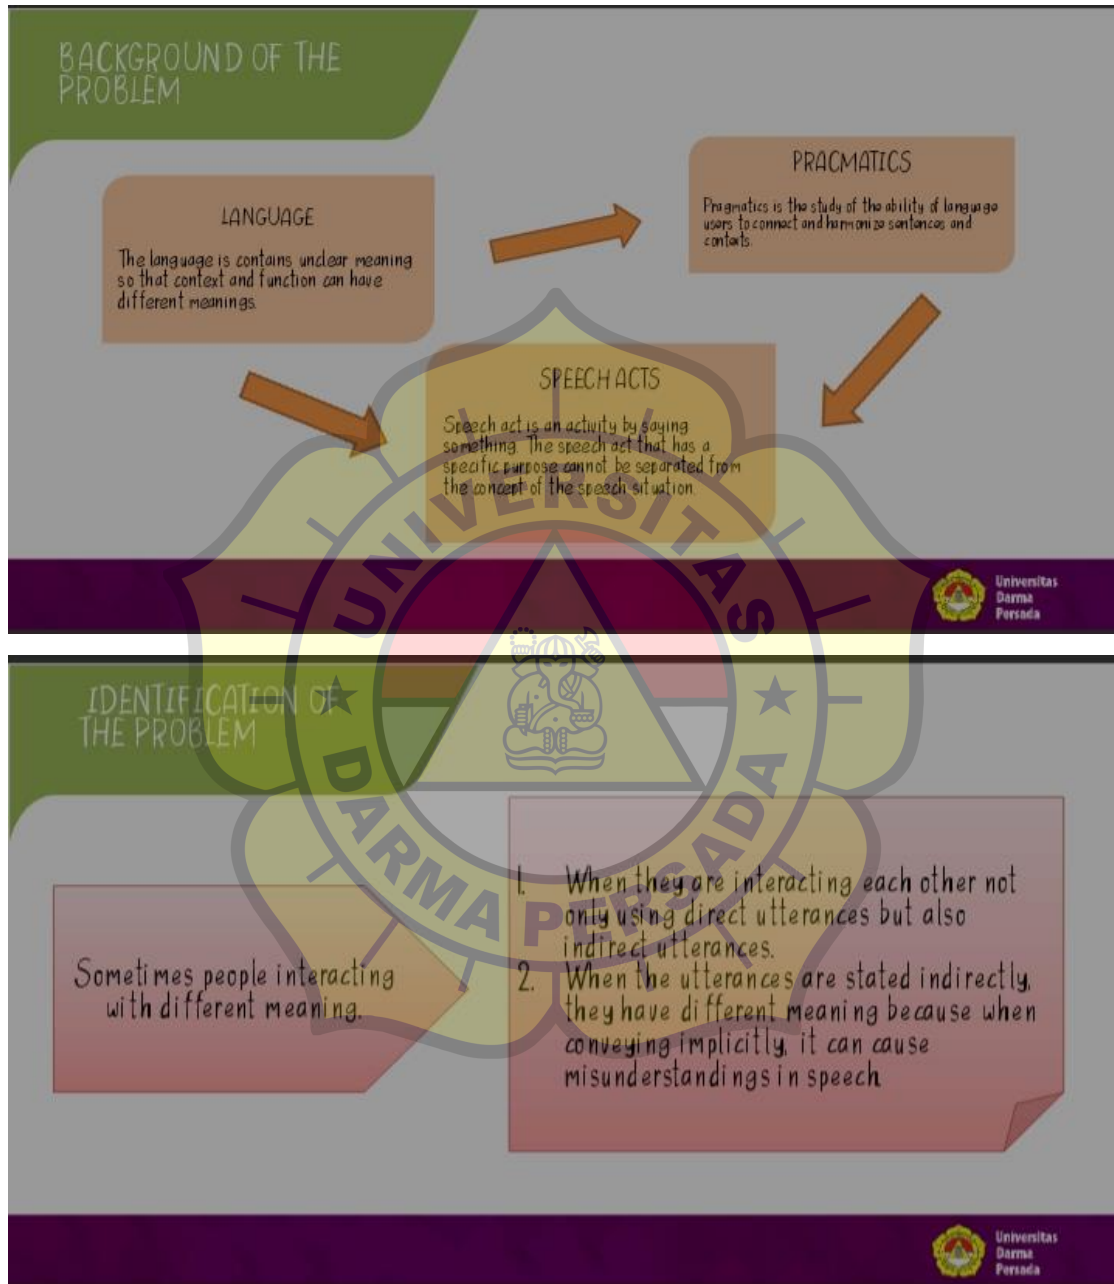 BACKGROUND OF THE
PROBLEM
LANGUAGE
The language is contains unclear meaning
so that context and function can have
different meanings.
PRAGMATICS
Pragmatics is the study of the ability of language
users to connect and harmonize sentences and
contexts.
SPEECH ACTS
Speech act is an activity by saying
something. The speech act that has a
specific purpose cannot be separated from
the concept of the speech situation.
Universitas
Darma
Persada
UNIVERSITAS
DARMA PERSADA
IDENTIFICATION OF
THE PROBLEM
Sometimes people interacting
with different meaning.
1. When they are interacting each other not
only using direct utterances but also
indirect utterances.
2. When the utterances are stated indirectly,
they have different meaning because when
conveying implicitly, it can cause
misunderstandings in speech
Universitas
Darma
Persada